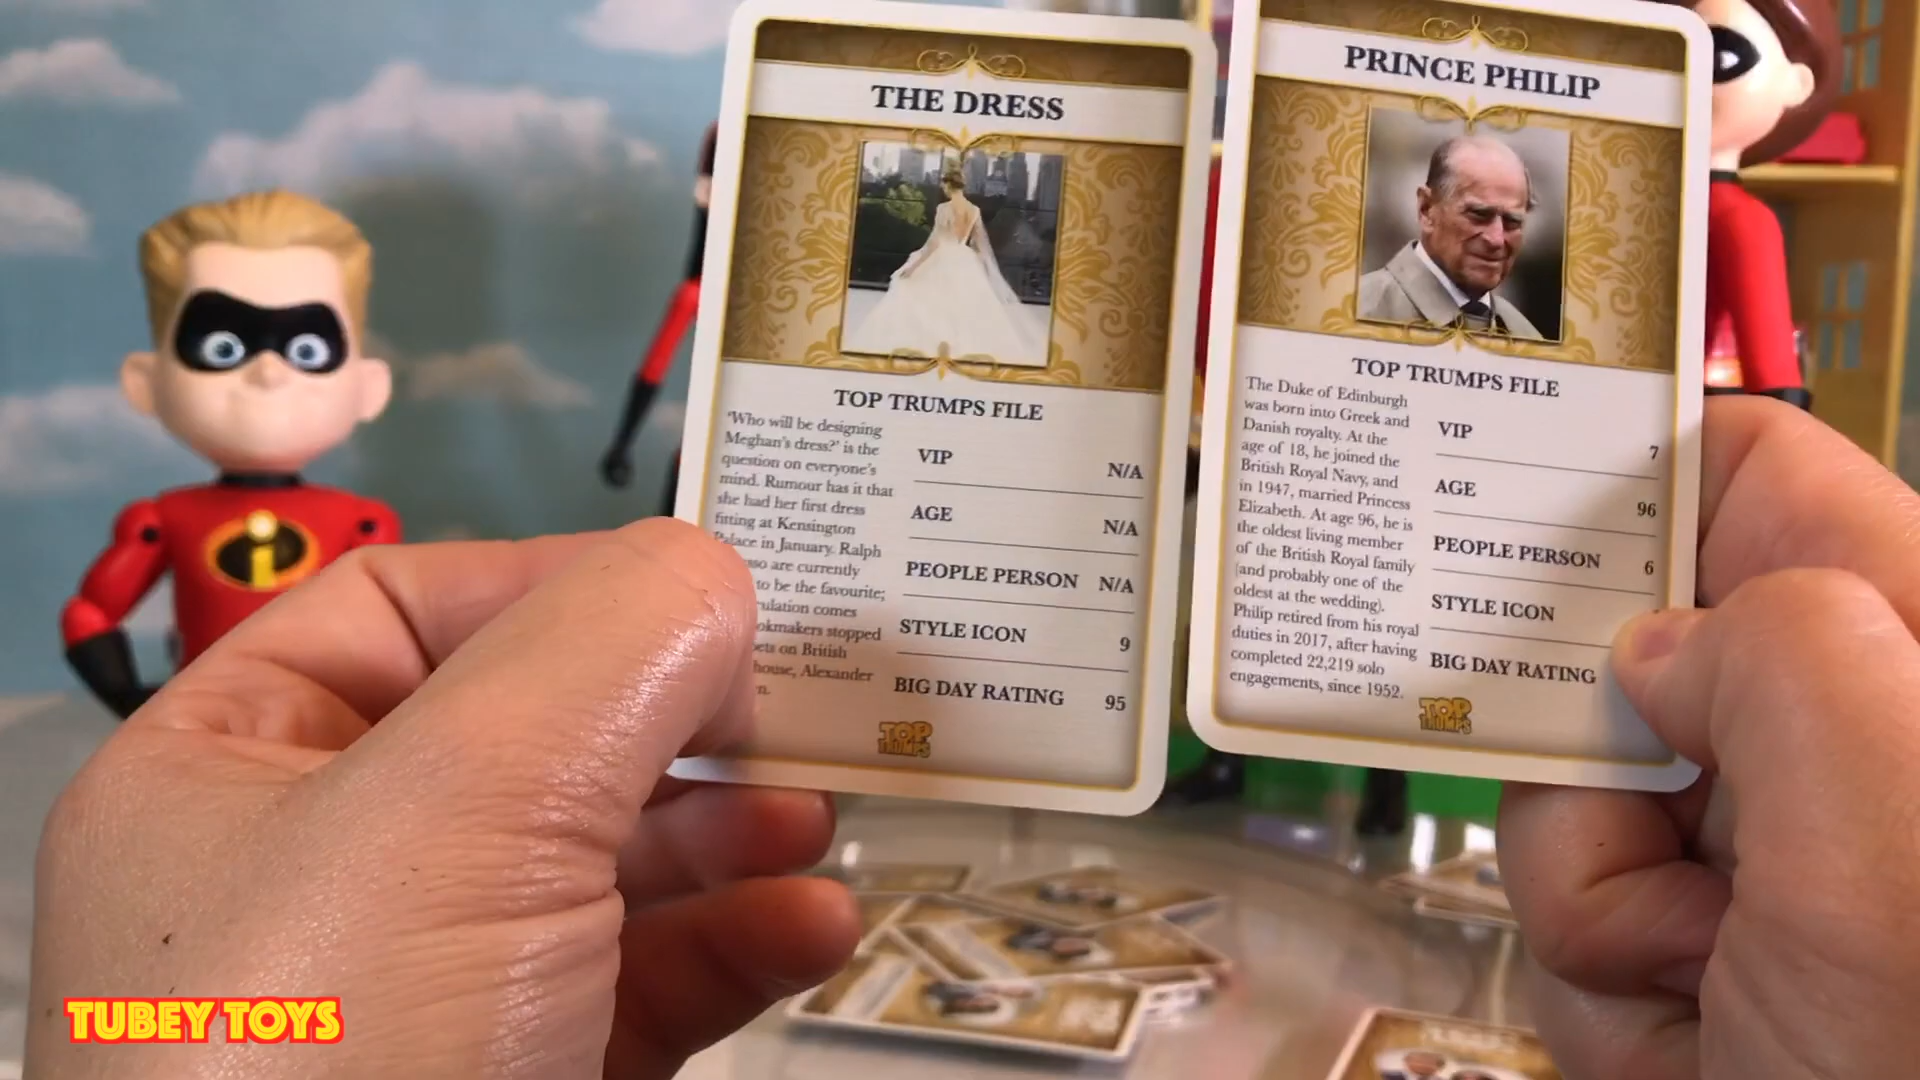 THE DRESS
TOP TRUMPS FILE
'Who will be designing
Meghan's dress?' is the
question on everyone's
mind. Rumour has it that
she had her first dress
fitting at Kensington
Palace in January. Ralph
are currently
to be the favourite;
comes
stopped
on British
house, Alexander
VIP N/A
AGE N/A
PEOPLE PERSON N/A
STYLE ICON 9
BIG DAY RATING 95
TOP
TRUMPS
PRINCE PHILIP
TOP TRUMPS FILE
The Duke of Edinburgh
was born into Greek and
Danish royalty. At the
age of 18, he joined the
British Royal Navy, and
in 1947, married Princess
Elizabeth. At age 96, he is
the oldest living member
of the British Royal family
(and probably one of the
oldest at the wedding).
Philip retired from his royal
duties in 2017, after having
completed 22,219 solo
engagements, since 1952.
VIP 7
AGE 96
PEOPLE PERSON 6
STYLE ICON
BIG DAY RATING
TOP
TRUMPS
TUBEY TOYS